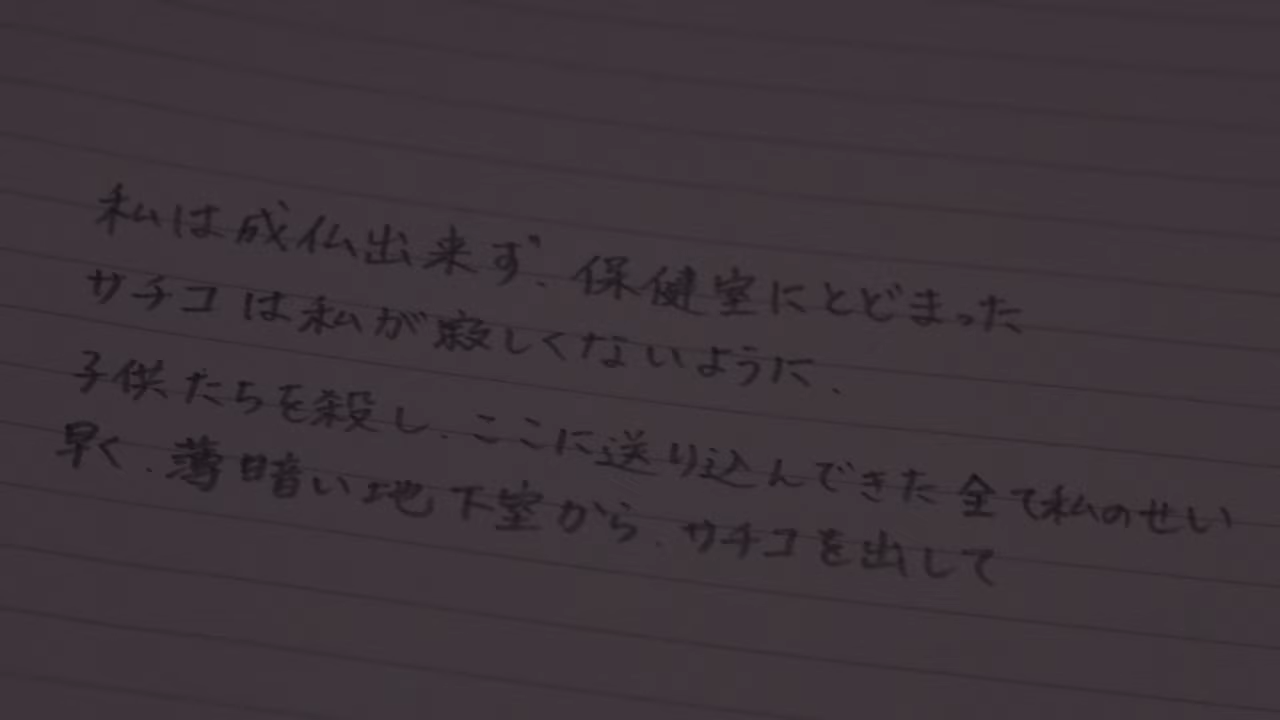 私は成仏出来ず、保健室にとどまった
サチコは私が寂しくないように、
子供たちを殺し、ここに送り込んできた 全て私のせい
早く、薄暗い地下室から、サチコを出して